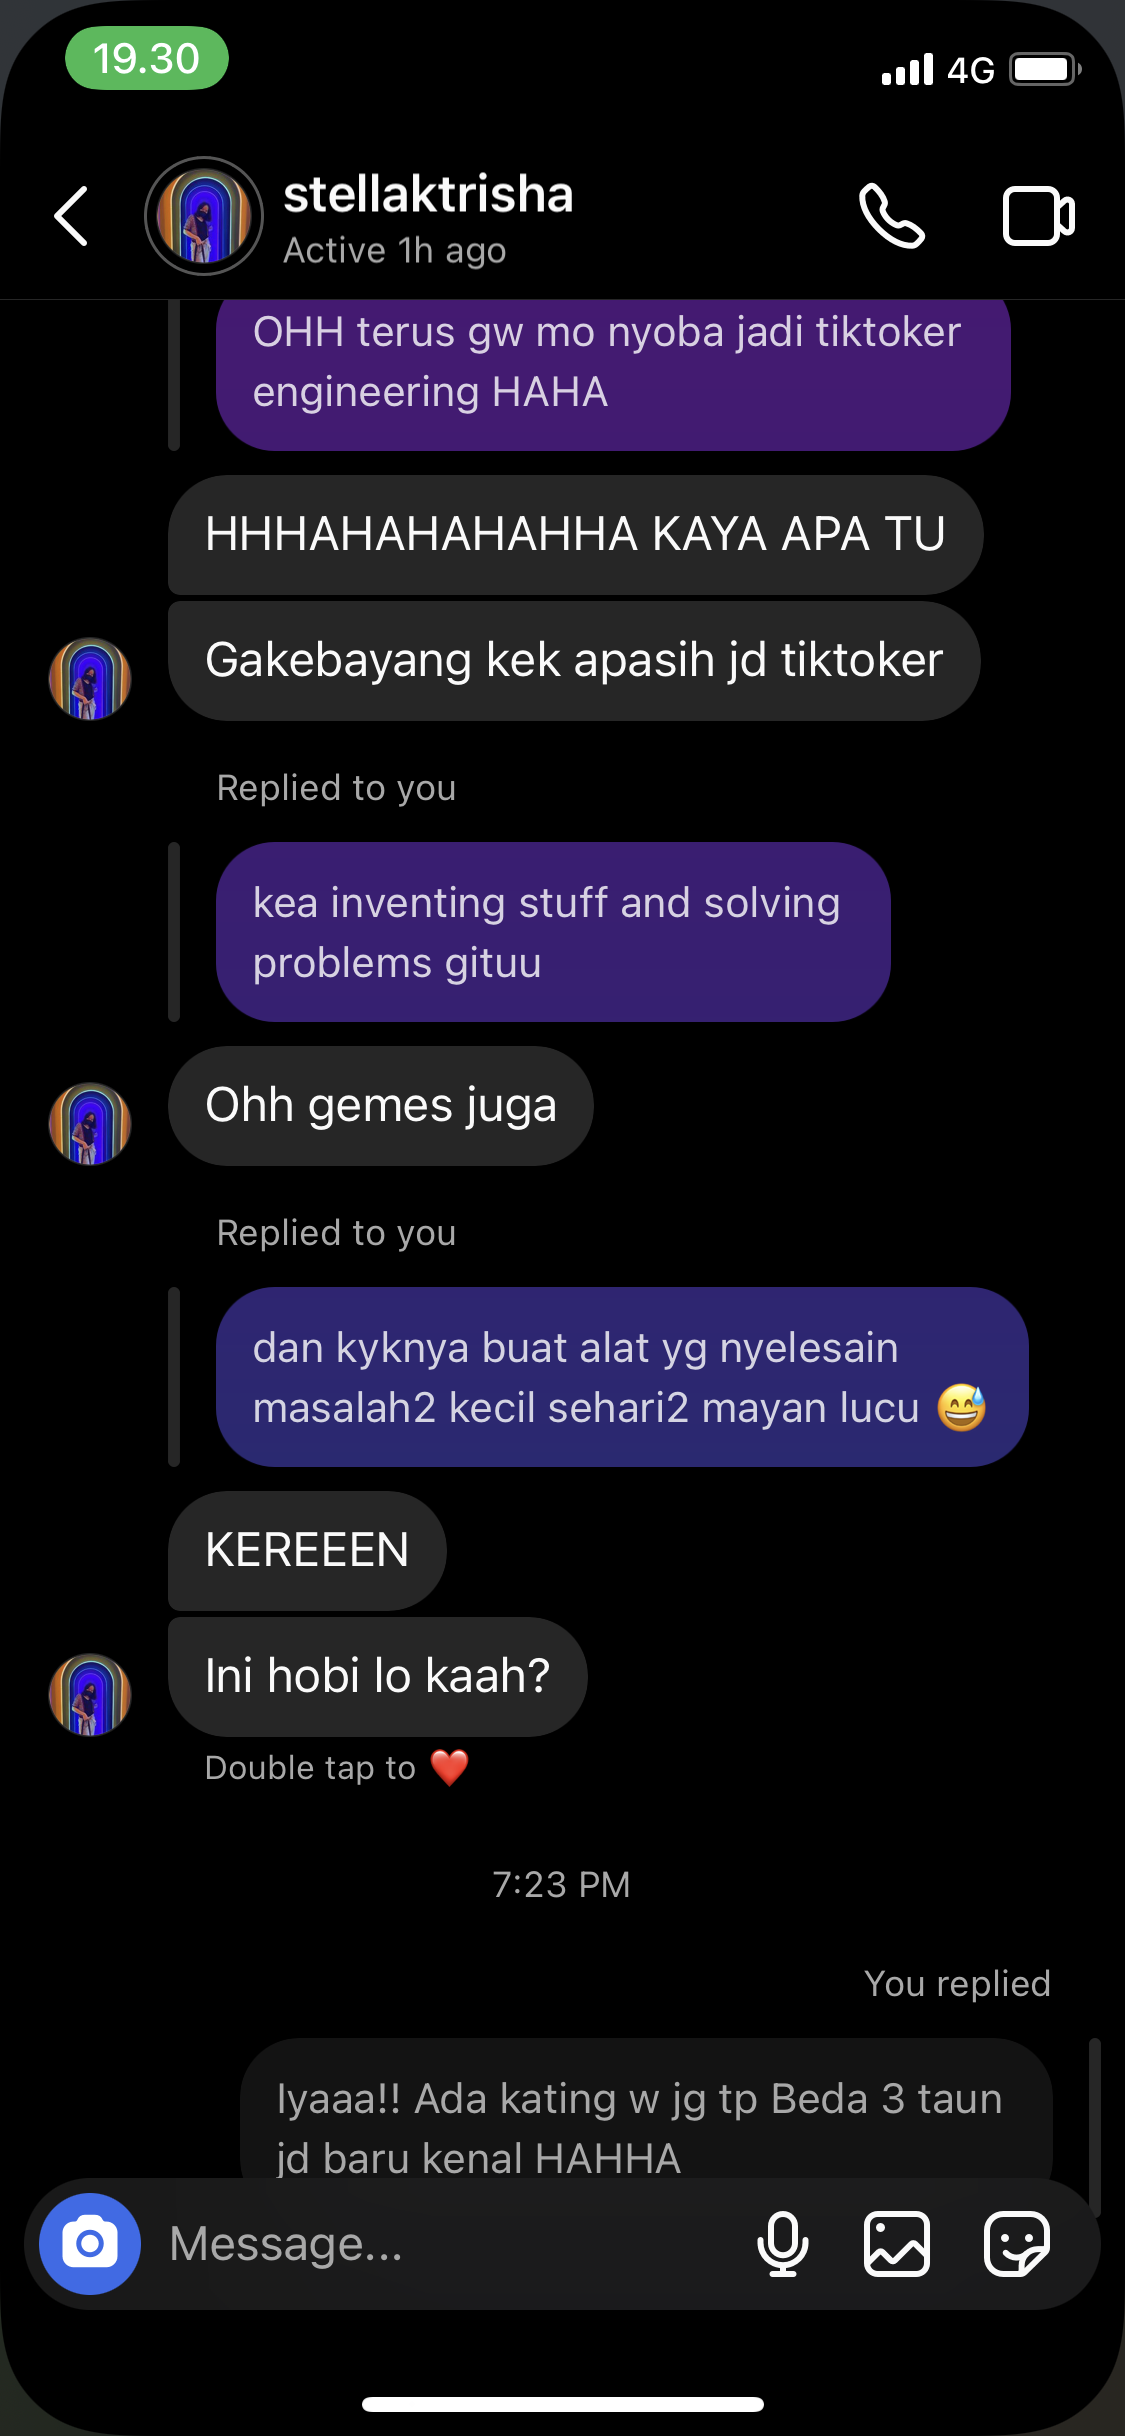 19.30
4G
stellaktrisha
Active 1h ago
OHH terus gw mo nyoba jadi tiktoker
engineering HAHA
HHHAHAHAHAHHA KAYA APA TU
Gakebayang kek apasih jd tiktoker
Replied to you
kea inventing stuff and solving
problems gituu
Ohh gemes juga
Replied to you
dan kyknya buat alat yg nyelesain
masalah2 kecil sehari2 mayan lucu 😅
KEREEEN
Ini hobi lo kaah?
Double tap to ❤️
7:23 PM
You replied
Iyaaa!! Ada kating w jg tp Beda 3 taun
jd baru kenal HAHHA
Message...